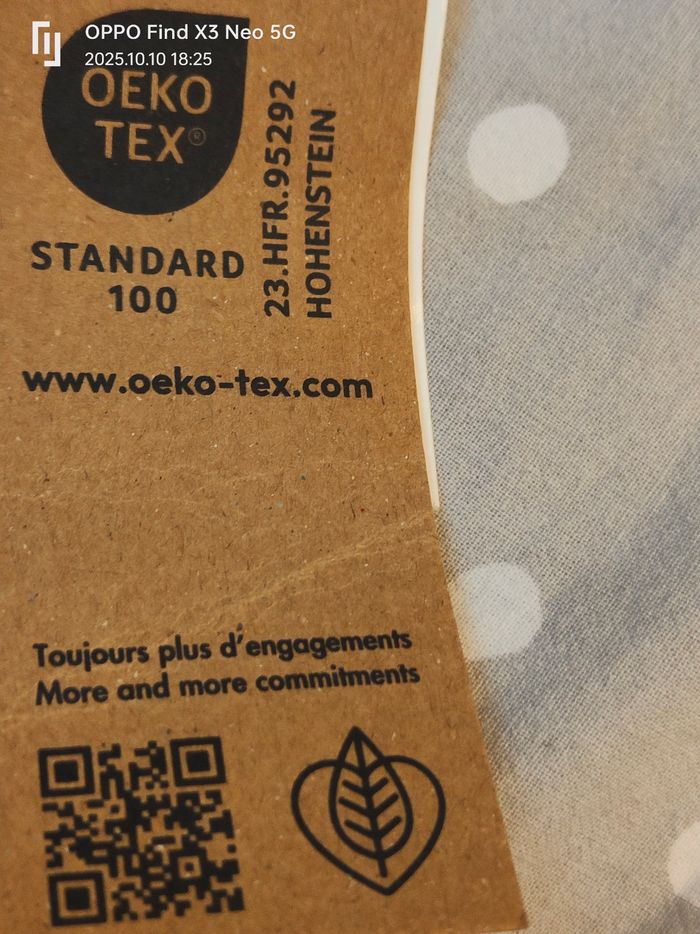 OPPO Find X3 Neo 5G
2025.10.10 18:25
OEKO
TEX®
STANDARD
100
23.HFR.95292
HOHENSTEIN
www.oeko-tex.com
Toujours plus d'engagements
More and more commitments